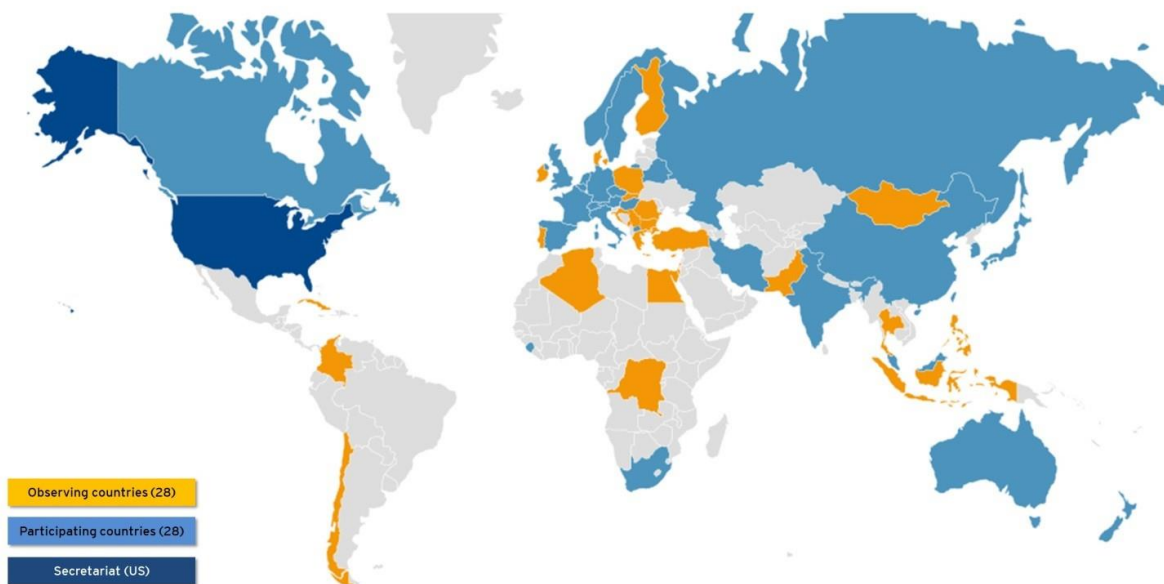 Observing countries (28)
Participating countries (28)
Secretariat (US)